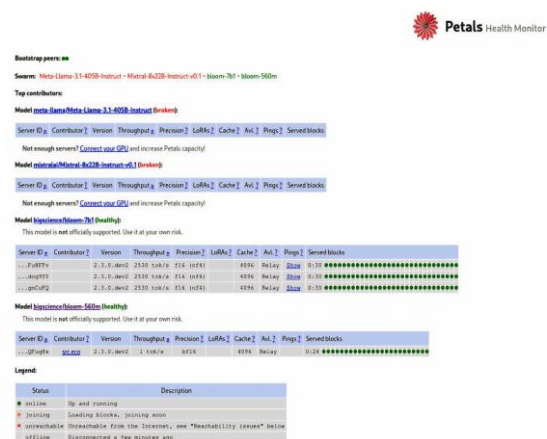 Petals Health Monitor
Bootstrap peers:
Swarm: Meta-Llama-3.1-405B-Instruct • Mixtral-8x22B-Instruct-v0.1 • bloom-7b1 • bloom-560m
Top contributors:
Model meta-llama/Meta-Llama-3.1-405B-Instruct (broken):
Server ID Contributor ? Version Throughput Precision ? LoRAs ? Cache ? Avl. ? Pings ? Served blocks
Not enough servers? Connect your GPU and increase Petals capacity!
Model mistralai/Mixtral-8x22B-Instruct-v0.1 (broken):
Server ID Contributor ? Version Throughput Precision ? LoRAs ? Cache ? Avl. ? Pings ? Served blocks
Not enough servers? Connect your GPU and increase Petals capacity!
Model bigscience/bloom-7b1 (healthy):
This model is not officially supported. Use it at your own risk.
Server ID Contributor ? Version Throughput Precision ? LoRAs ? Cache ? Avl. ? Pings ? Served blocks
2.3.0.dev2 2530 tok/s f16 (nf4) 4096 Relay Show 0:30
...dog9YY 2.3.0.dev2 2530 tok/s f16 (nf4) 4096 Relay Show 0:30
...gnCuFQ 2.3.0.dev2 2530 tok/s f16 (nf4) 4096 Relay Show 0:30
Model bigscience/bloom-560m (healthy):
This model is not officially supported. Use it at your own risk.
Server ID Contributor ? Version Throughput Precision ? LoRAs ? Cache ? Avl. ? Pings ? Served blocks
src.eco 2.3.0.dev2 1 tok/s bf16 4096 Relay 0:24
Legend:
Status Description
online Up and running
joining Loading blocks, joining soon
unreachable Unreachable from the Internet, see "Reachability issues" below
offline Disconnected a few minutes ago